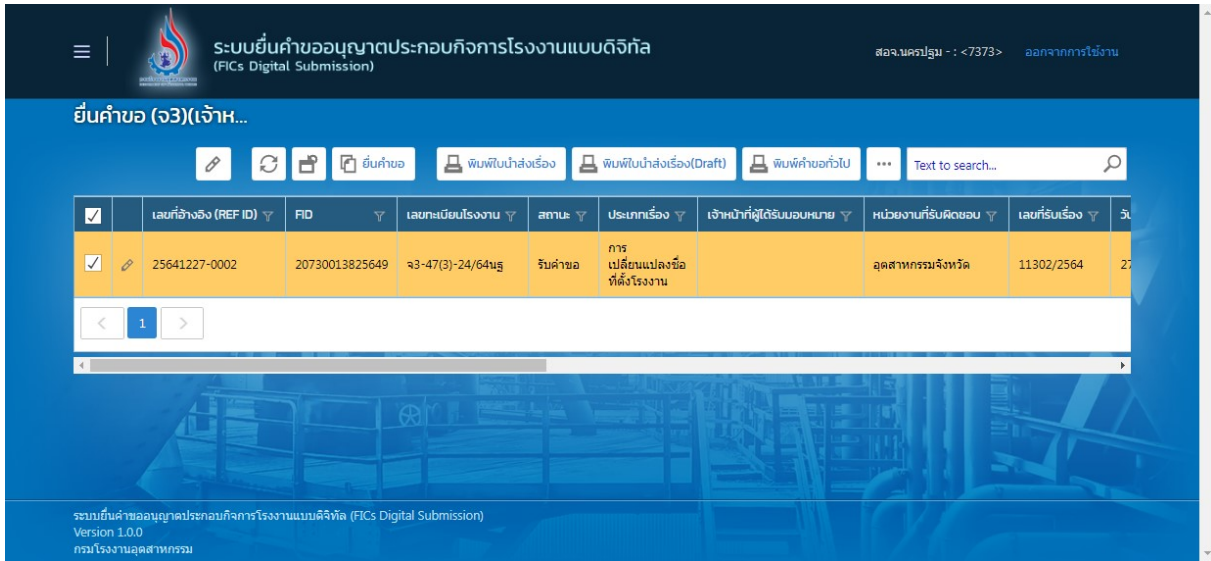 ระบบยื่นคำขออนุญาตประกอบกิจการโรงงานแบบดิจิทัล
(FICs Digital Submission)
สอจ.นครปฐม - : <7373> ออกจากการใช้งาน
ยื่นคำขอ (จ3)(เจ้าห...
ยื่นคำขอ พิมพ์ใบนำส่งเรื่อง พิมพ์ใบนำส่งเรื่อง(Draft) พิมพ์คำขอทั่วไป ... Text to search...
เลขที่อ้างอิง (REF ID) FID เลขทะเบียนโรงงาน สถานะ ประเภทเรื่อง เจ้าหน้าที่ผู้ได้รับมอบหมาย หน่วยงานที่รับผิดชอบ เลขที่รับเรื่อง วัน
25641227-0002 20730013825649 จ3-47(3)-24/64นฐ รับคำขอ การ
เปลี่ยนแปลงชื่อ
ที่ตั้งโรงงาน อุตสาหกรรมจังหวัด 11302/2564 27
1
ระบบยื่นคำขออนุญาตประกอบกิจการโรงงานแบบดิจิทัล (FICs Digital Submission)
Version 1.0.0
กรมโรงงานอุตสาหกรรม